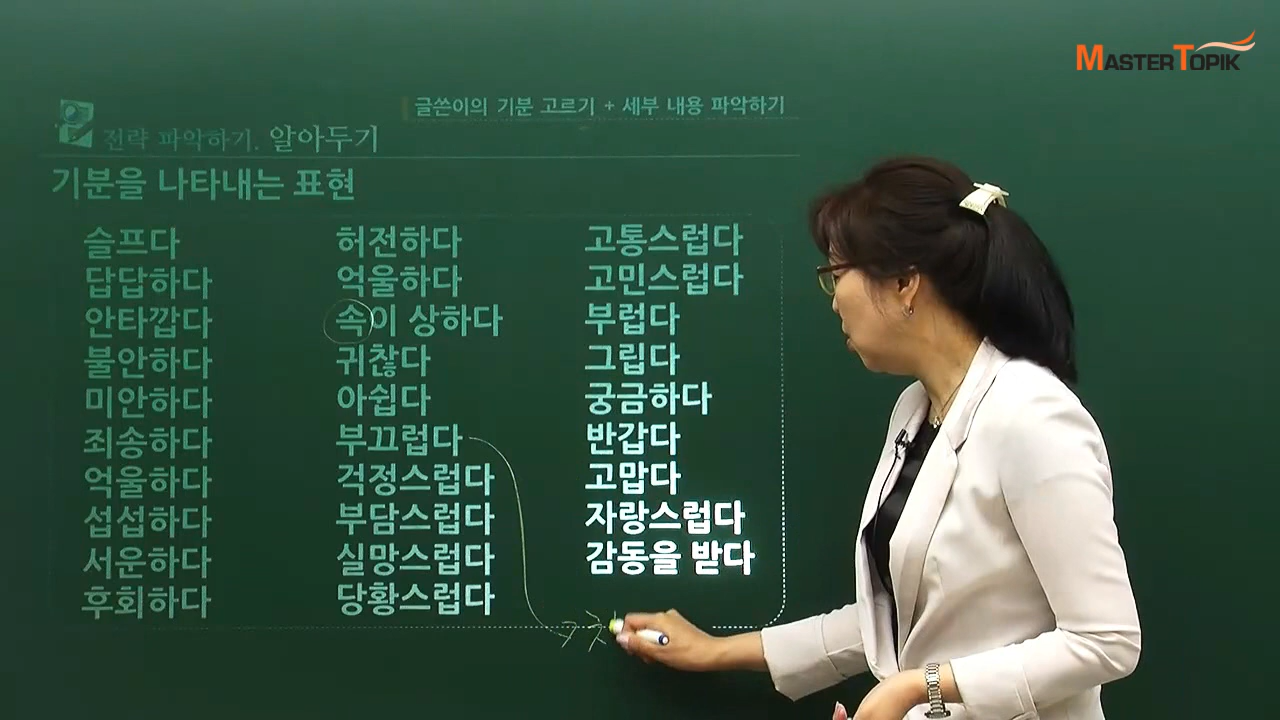 MASTERTOPIK
글쓴이의 기분 고르기 + 세부 내용 파악하기
전략 파악하기. 알아두기
기분을 나타내는 표현
슬프다
답답하다
안타깝다
불안하다
미안하다
죄송하다
억울하다
섭섭하다
서운하다
후회하다
허전하다
억울하다
속이 상하다
귀찮다
아쉽다
부끄럽다
걱정스럽다
부담스럽다
실망스럽다
당황스럽다
고통스럽다
고민스럽다
부럽다
그립다
궁금하다
반갑다
고맙다
자랑스럽다
감동을 받다